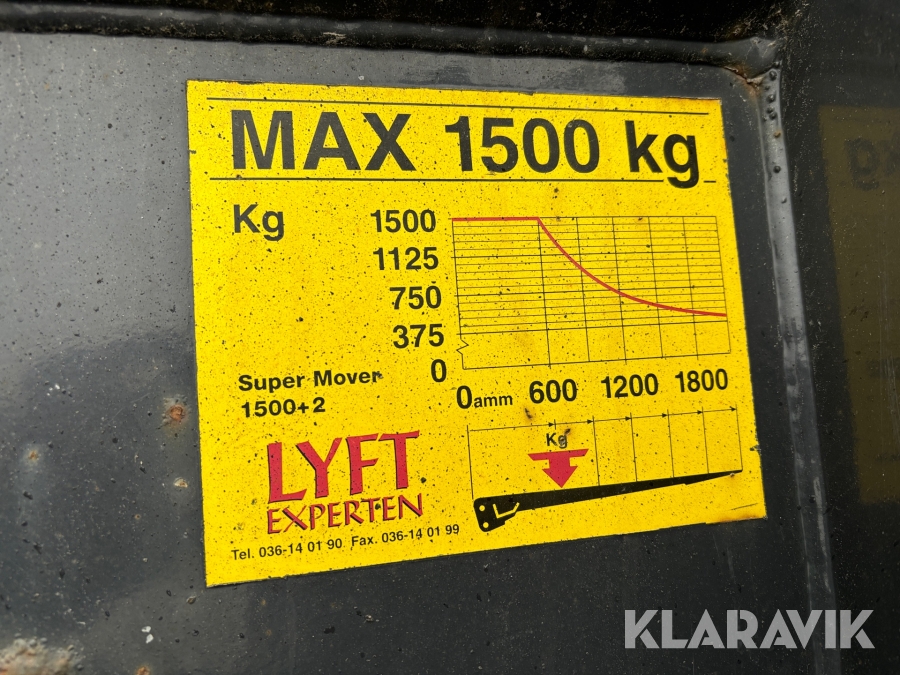 MAX 1500 kg
Kg
1500
1125
750
375
0
0amm 600 1200 1800
Super Mover
1500+2
Kg
LYFT
EXPERTEN
Tel. 036-14 01 90 Fax. 036-14 01 99
KLARAVIK